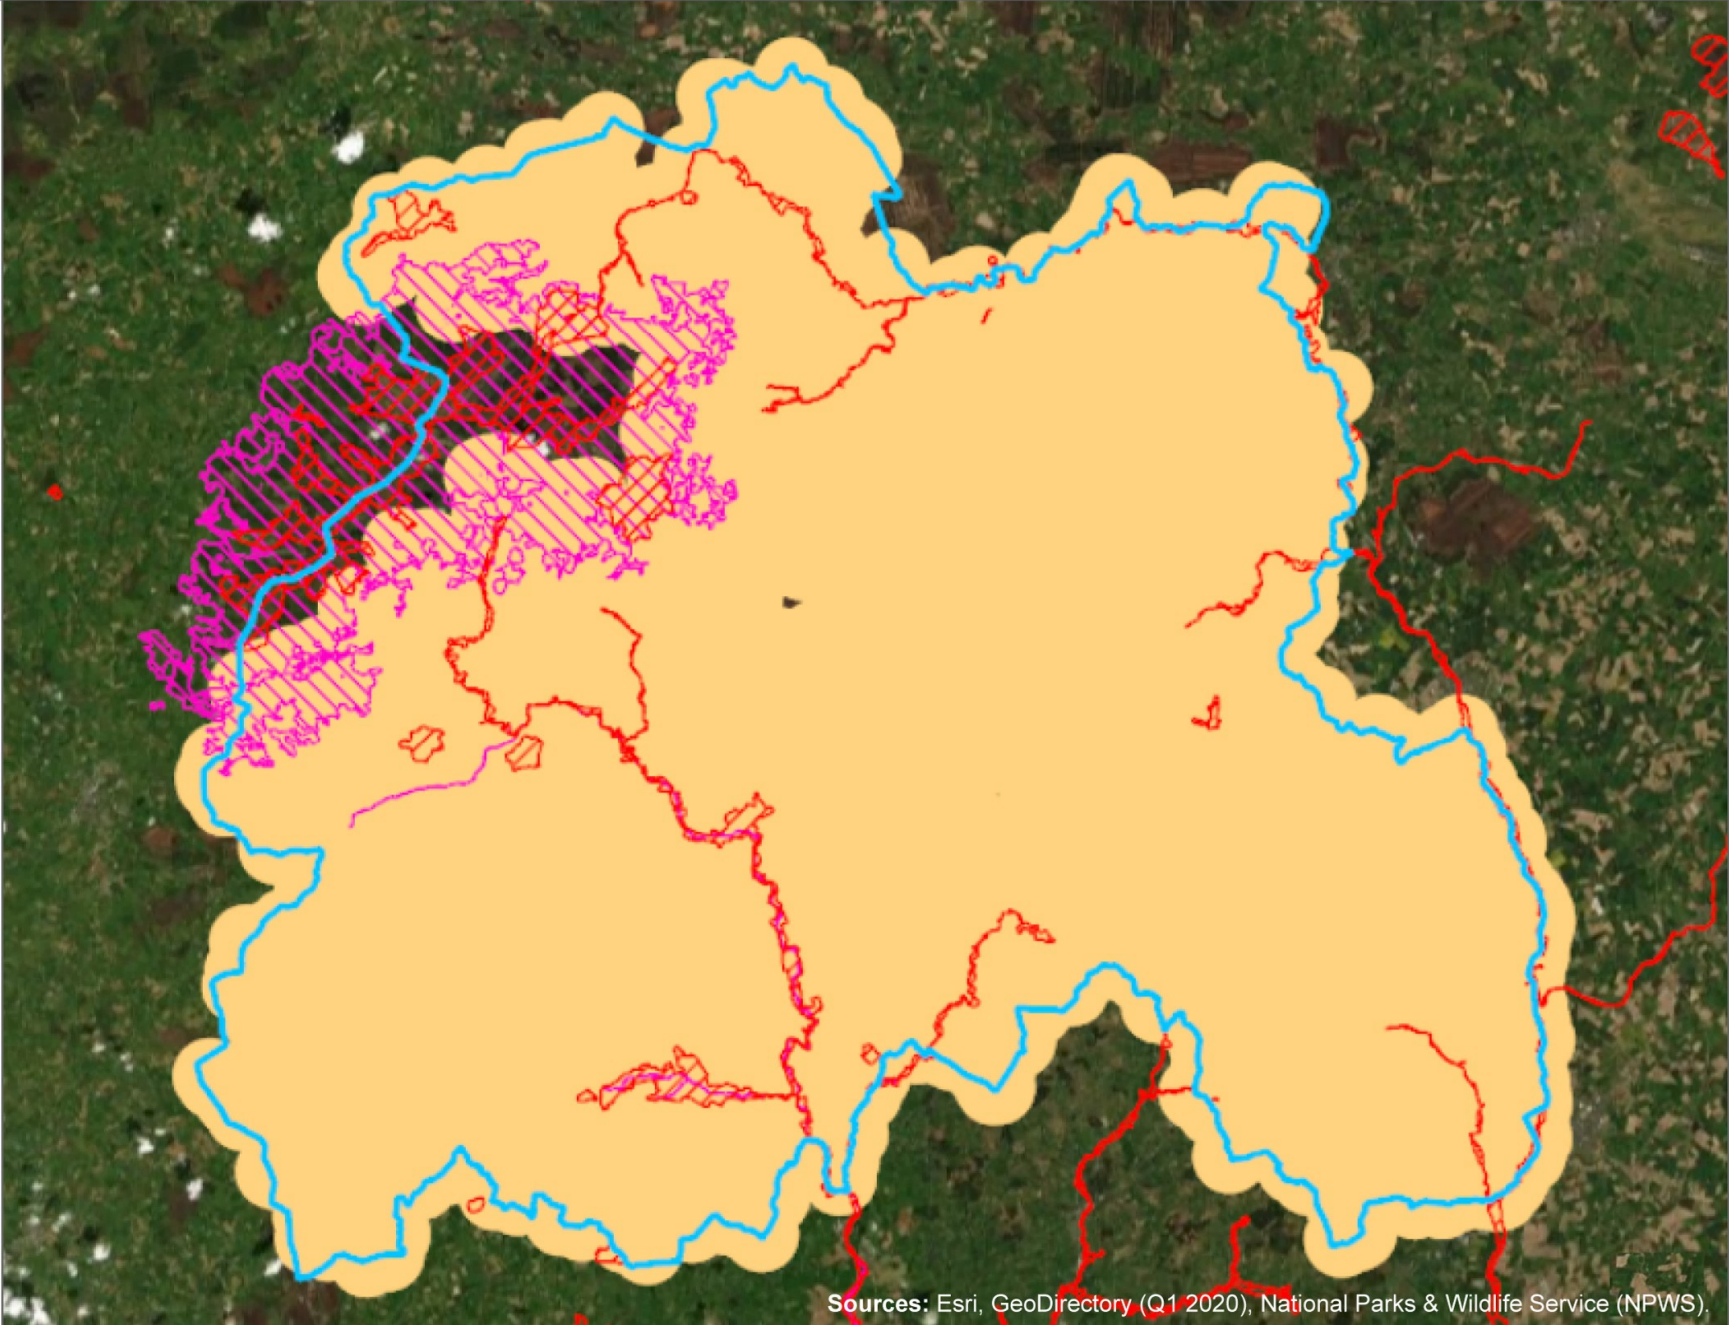 Sources: Esri, GeoDirectory (Q1 2020), National Parks & Wildlife Service (NPWS).